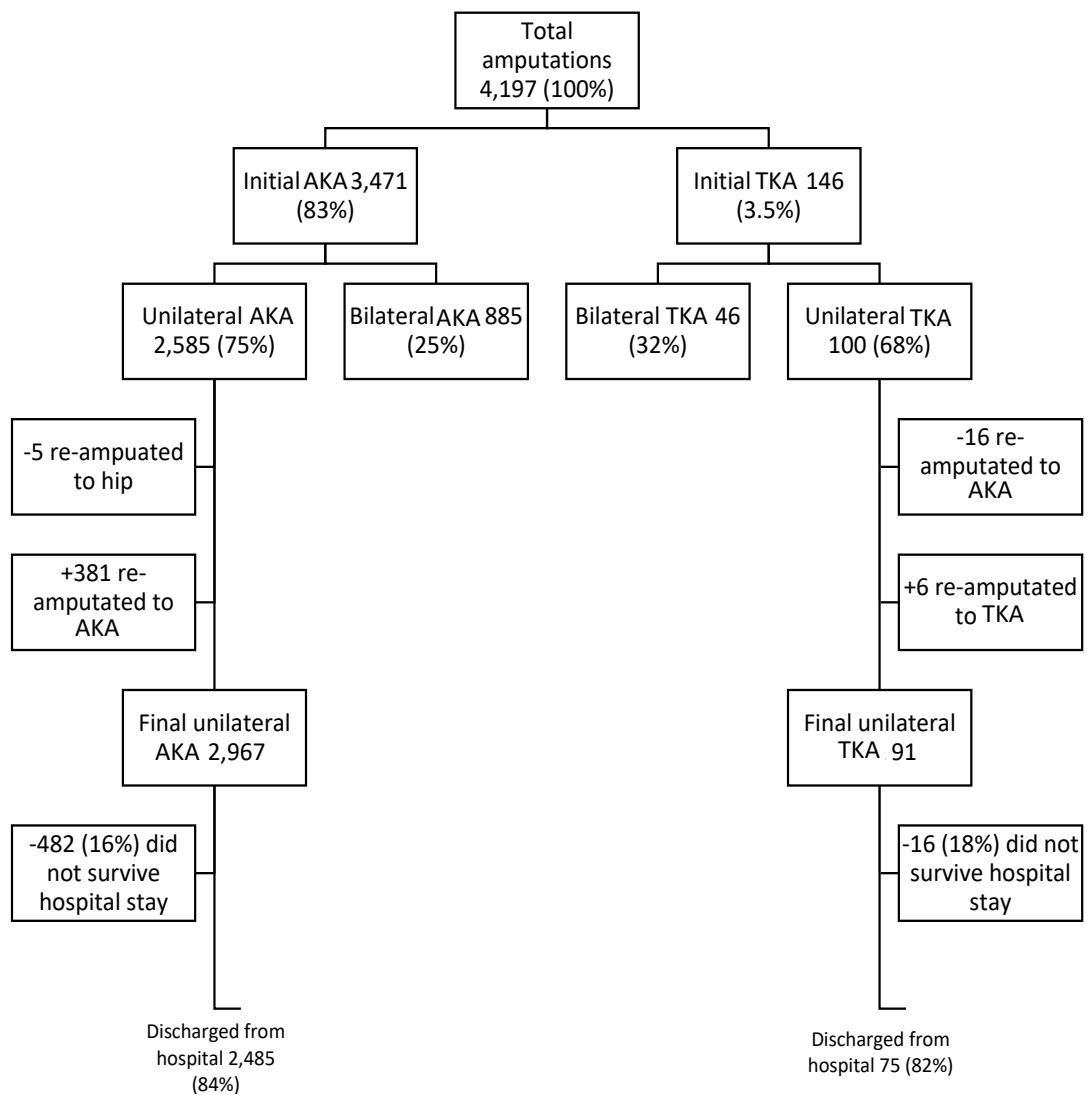 Total
amputations
4,197 (100%)
Initial AKA 3,471
(83%)
Initial TKA 146
(3.5%)
Unilateral AKA
2,585 (75%)
Bilateral AKA 885
(25%)
Bilateral TKA 46
(32%)
Unilateral TKA
100 (68%)
-5 re-ampuated
to hip
-16 re-
amputated to
AKA
+381 re-
amputated to
AKA
+6 re-amputated
to TKA
Final unilateral
AKA 2,967
Final unilateral
TKA 91
-482 (16%) did
not survive
hospital stay
-16 (18%) did not
survive hospital
stay
Discharged from
hospital 2,485
(84%)
Discharged from
hospital 75 (82%)